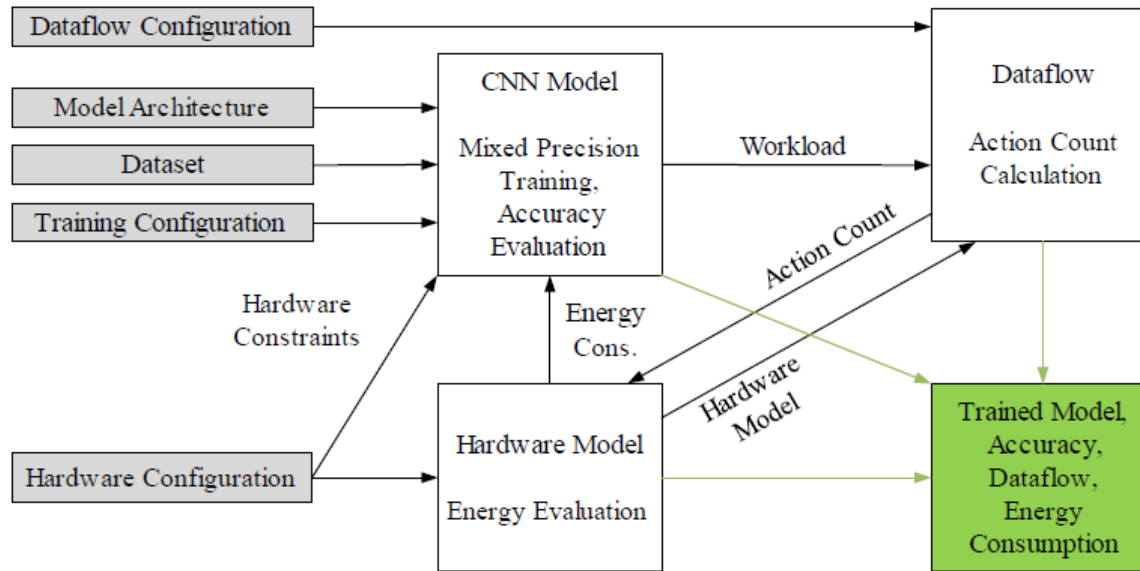 Dataflow Configuration
Model Architecture
Dataset
Training Configuration
Hardware
Constraints
Hardware Configuration
CNN Model
Mixed Precision
Training,
Accuracy
Evaluation
Workload
Dataflow
Action Count
Calculation
Action Count
Hardware
Model
Energy
Cons.
Hardware Model
Energy Evaluation
Trained Model,
Accuracy,
Dataflow,
Energy
Consumption